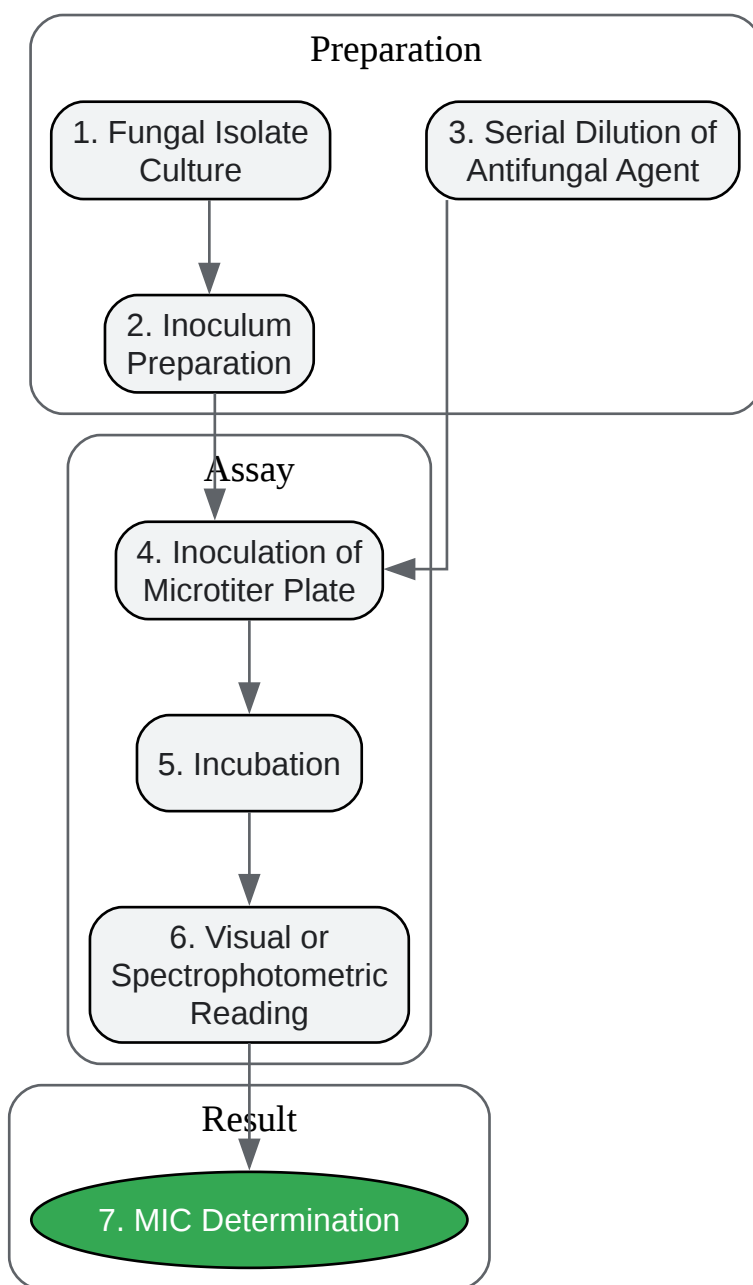 Preparation
1. Fungal Isolate
Culture
3. Serial Dilution of
Antifungal Agent
2. Inoculum
Preparation
Assay
4. Inoculation of
Microtiter Plate
5. Incubation
6. Visual or
Spectrophotometric
Reading
Result
7. MIC Determination